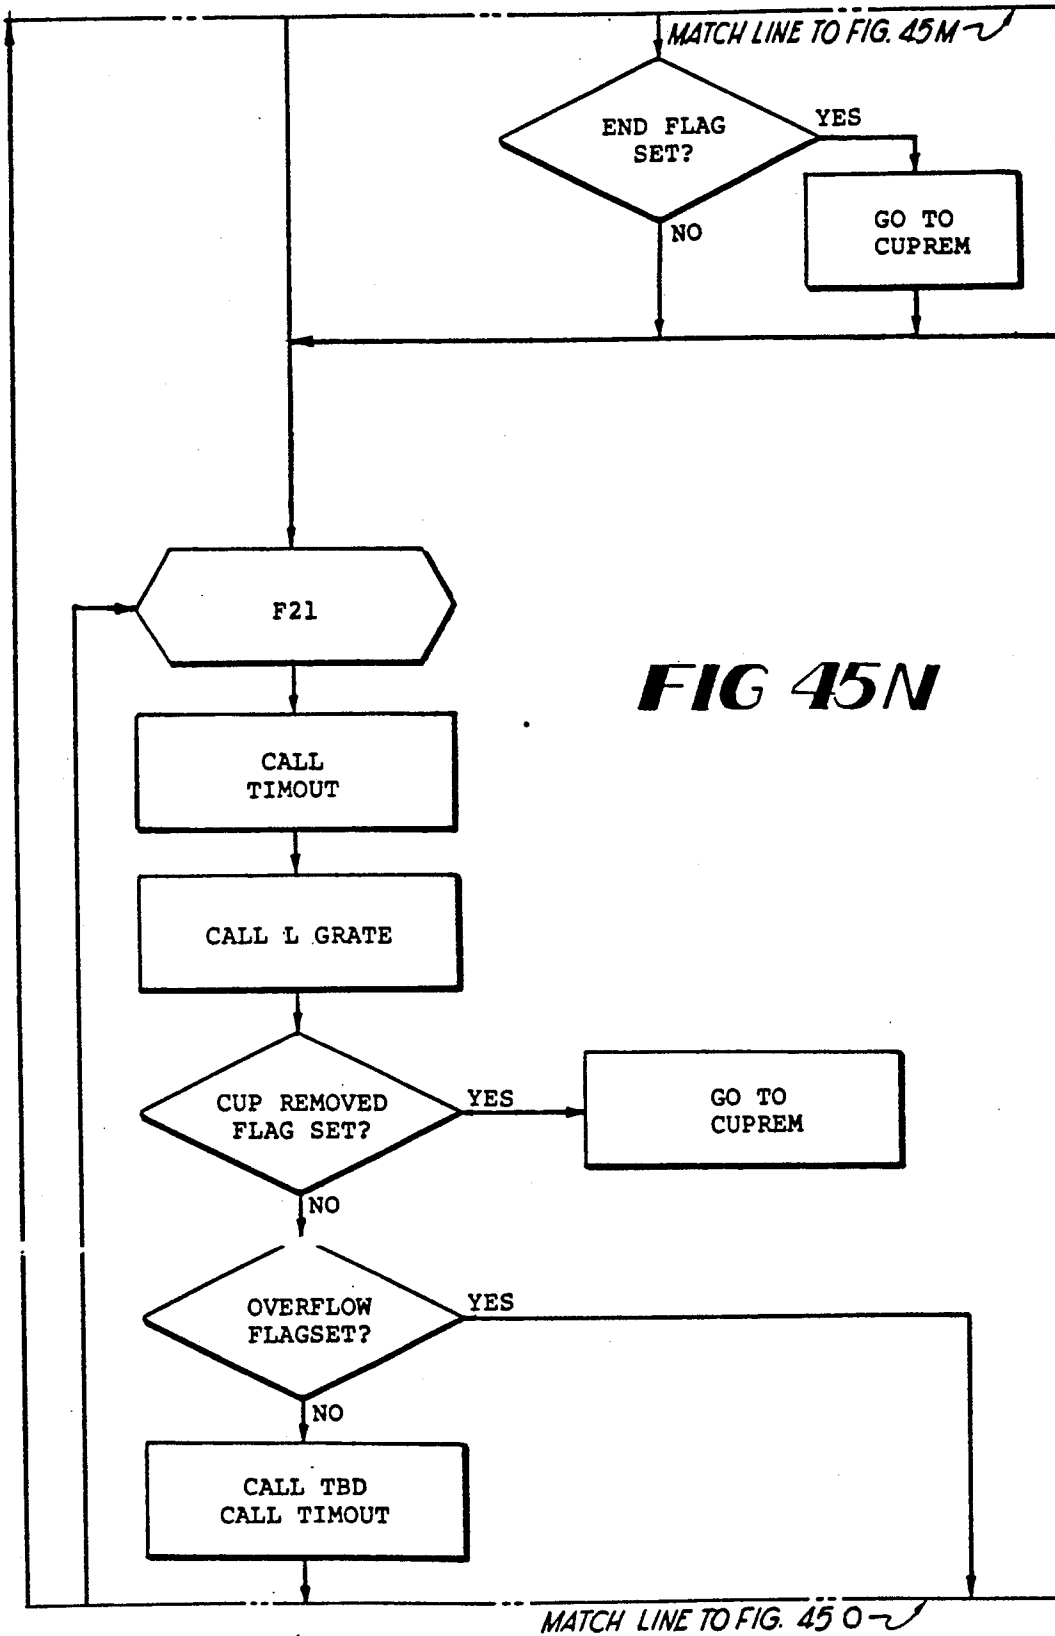 MATCH LINE TO FIG. 45M
END FLAG
SET?
YES
GO TO
CUPREM
NO
F21
FIG 45N
CALL
TIMOUT
CALL L GRATE
CUP REMOVED
FLAG SET?
YES
GO TO
CUPREM
NO
OVERFLOW
FLAGSET?
YES
NO
CALL TBD
CALL TIMOUT
MATCH LINE TO FIG. 45 O